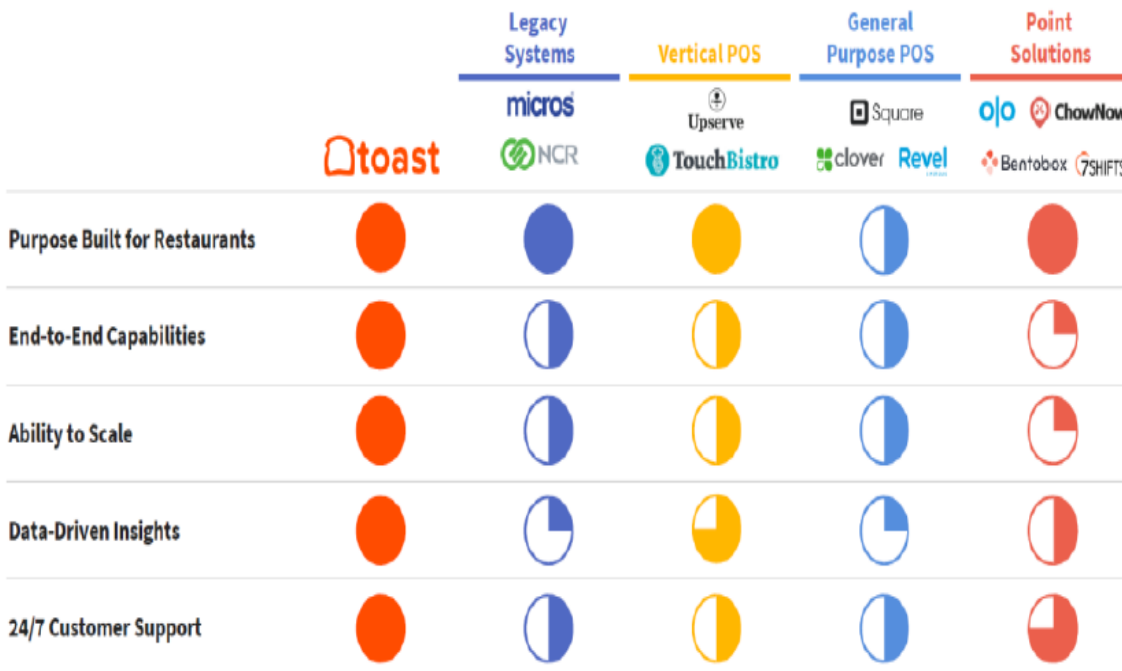 Legacy
Systems
Vertical POS
General
Purpose POS
Point
Solutions
toast
micros
NCR
Upserve
TouchBistro
Square
clover
Revel
olo
ChowNow
Bentobox
7SHIFTS
Purpose Built for Restaurants
End-to-End Capabilities
Ability to Scale
Data-Driven Insights
24/7 Customer Support